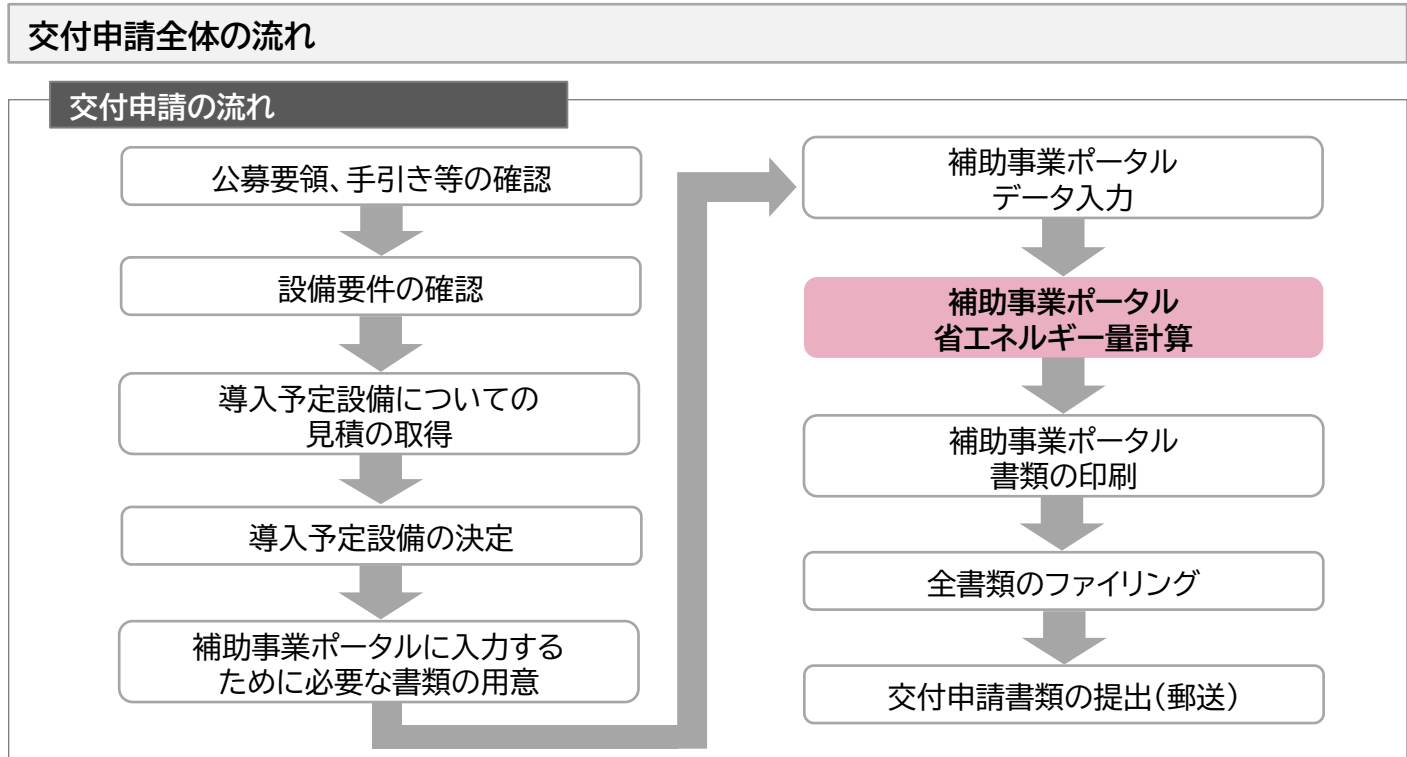 交付申請全体の流れ
交付申請の流れ
公募要領、手引き等の確認
設備要件の確認
導入予定設備についての
見積の取得
導入予定設備の決定
補助事業ポータルに入力する
ために必要な書類の用意
補助事業ポータル
データ入力
補助事業ポータル
省エネルギー量計算
補助事業ポータル
書類の印刷
全書類のファイリング
交付申請書類の提出(郵送)